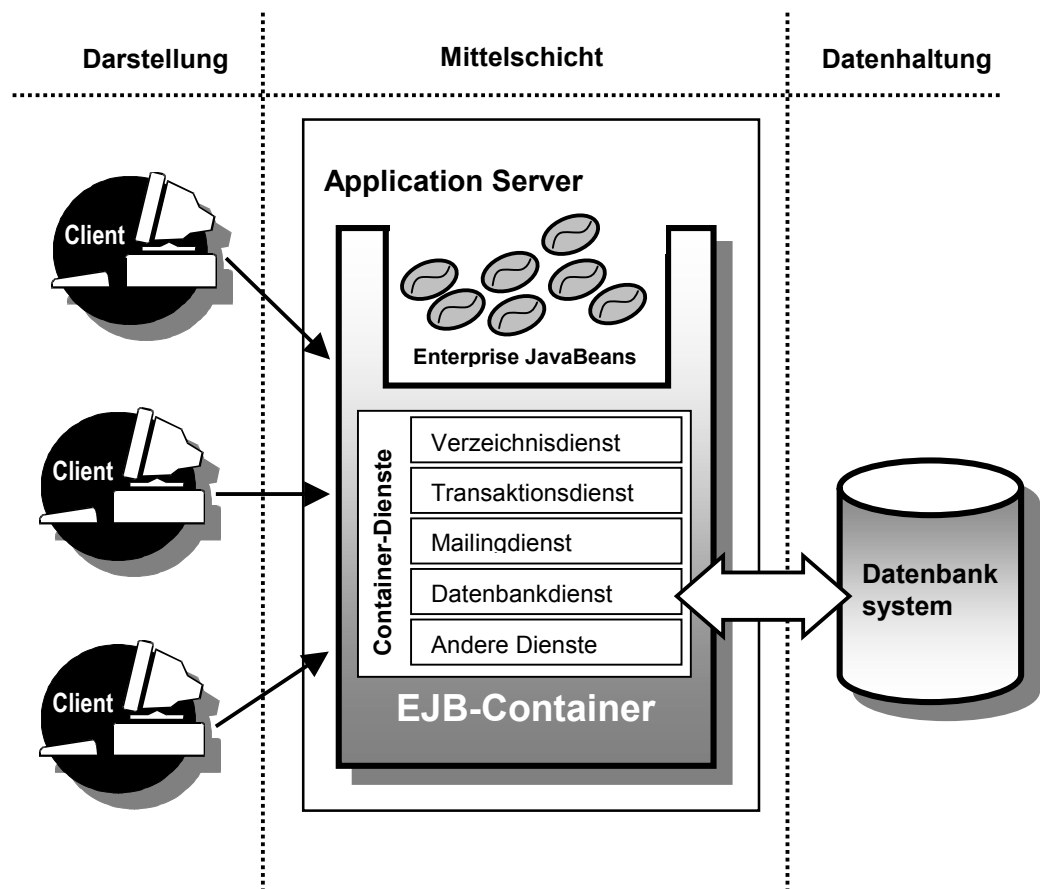 Darstellung
Mittelschicht
Datenhaltung
Application Server
Client
Enterprise JavaBeans
Client
Container-Dienste
Verzeichnisdienst
Transaktionsdienst
Mailingdienst
Datenbankdienst
Andere Dienste
Datenbank
system
Client
EJB-Container